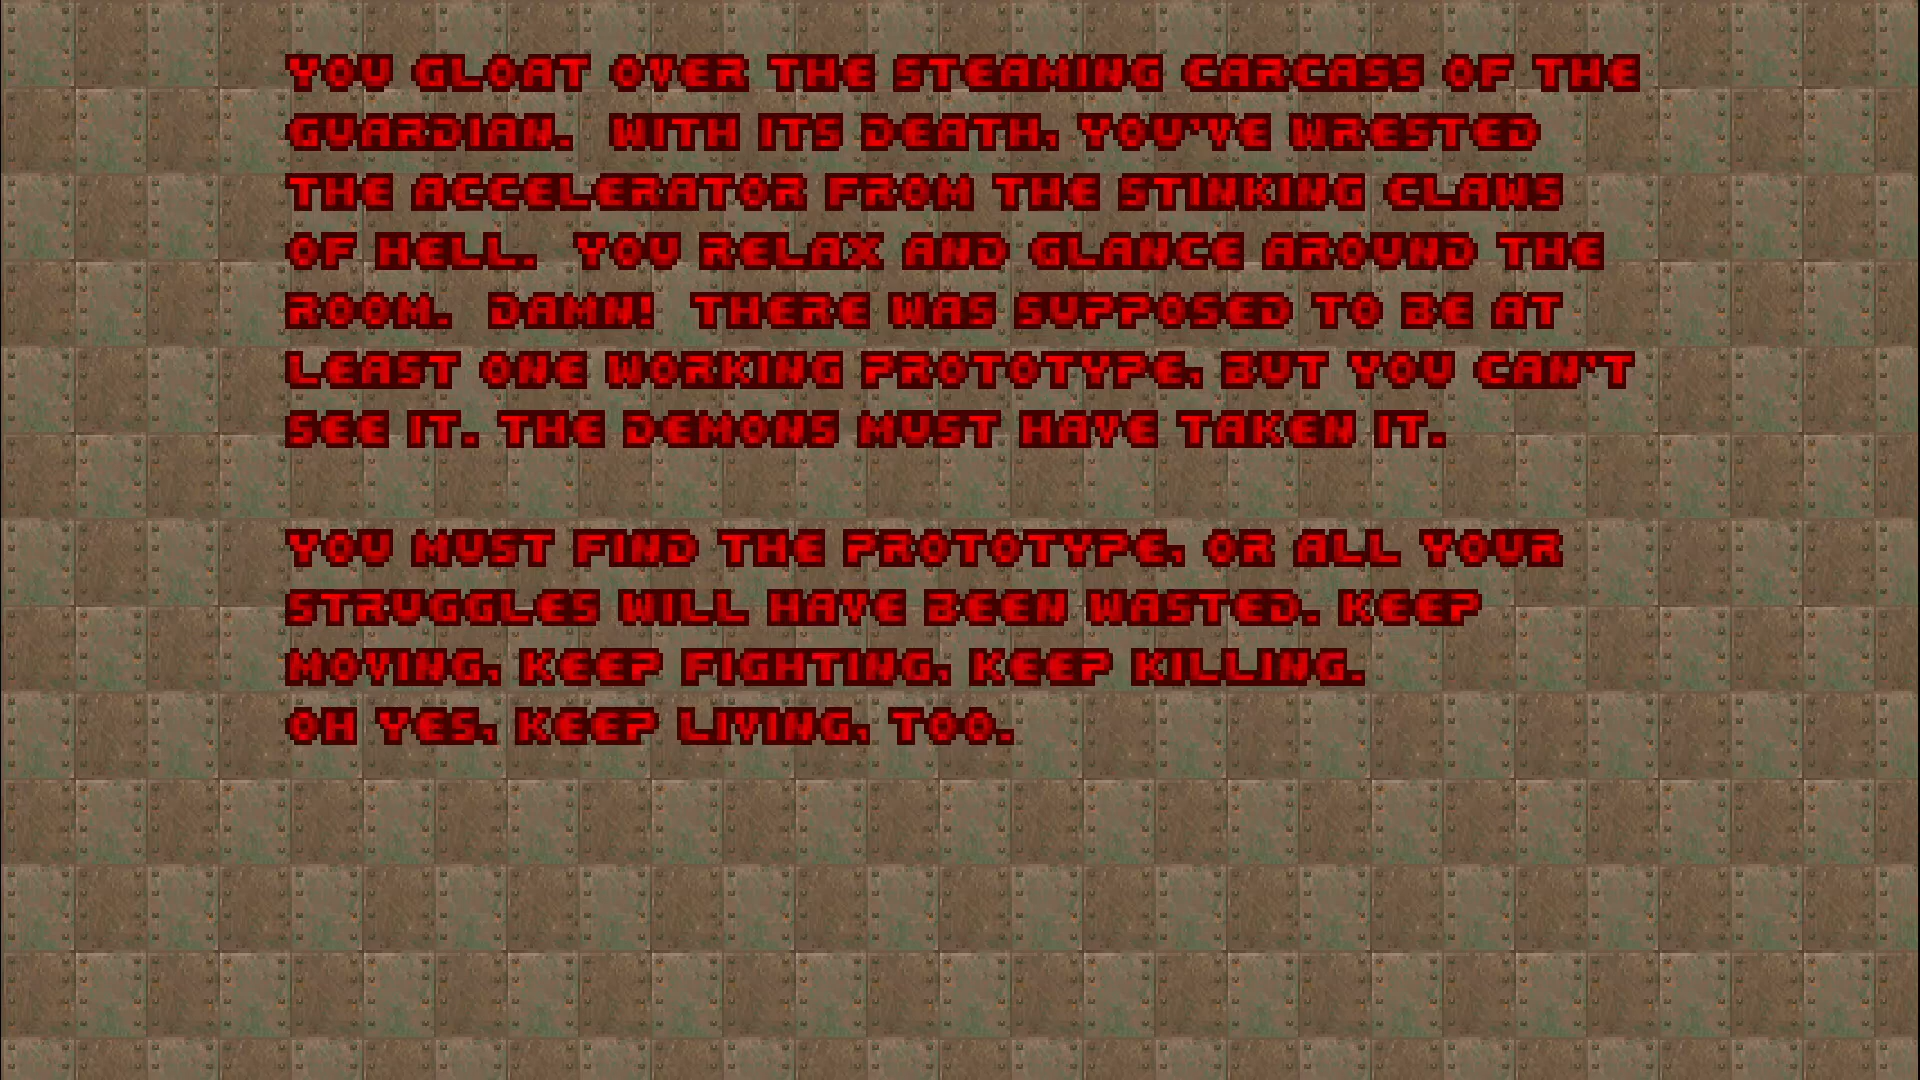 YOU GLOAT OVER THE STEAMING CARCASS OF THE
GUARDIAN.  WITH ITS DEATH, YOU'VE WRESTED
THE ACCELERATOR FROM THE STINKING CLAWS
OF HELL.  YOU RELAX AND GLANCE AROUND THE
ROOM.  DAMN!  THERE WAS SUPPOSED TO BE AT
LEAST ONE WORKING PROTOTYPE, BUT YOU CAN'T
SEE IT. THE DEMONS MUST HAVE TAKEN IT.

YOU MUST FIND THE PROTOTYPE, OR ALL YOUR
STRUGGLES WILL HAVE BEEN WASTED. KEEP
MOVING, KEEP FIGHTING, KEEP KILLING.
OH YES, KEEP LIVING, TOO.